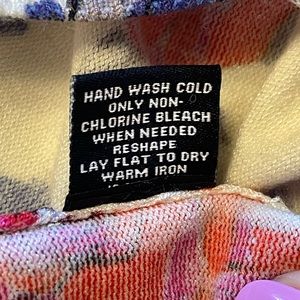 HAND WASH COLD
ONLY NON-
CHLORINE BLEACH
WHEN NEEDED
RESHAPE
LAY FLAT TO DRY
WARM IRON